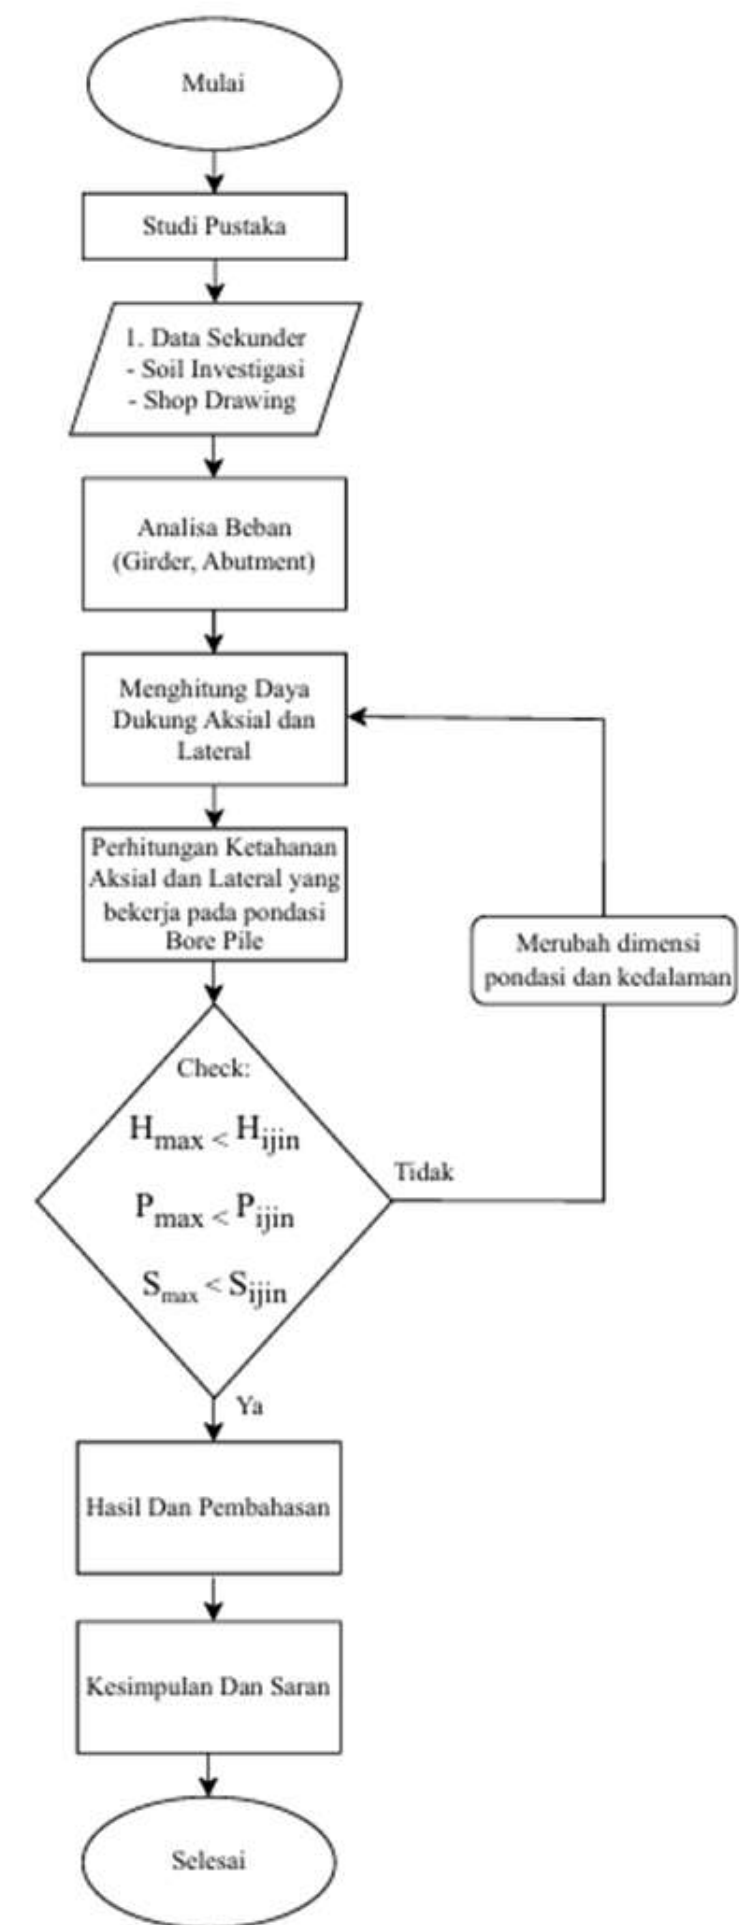 Mulai
Studi Pustaka
1. Data Sekunder
- Soil Investigasi
- Shop Drawing
Analisa Beban
(Girder, Abutment)
Menghitung Daya
Dukung Aksial dan
Lateral
Perhitungan Ketahanan
Aksial dan Lateral yang
bekerja pada pondasi
Bore Pile
Merubah dimensi
pondasi dan kedalaman
Check:
Hmax < Hijin
Pmax < Pijin
Smax < Sijin
Tidak
Ya
Hasil Dan Pembahasan
Kesimpulan Dan Saran
Selesai